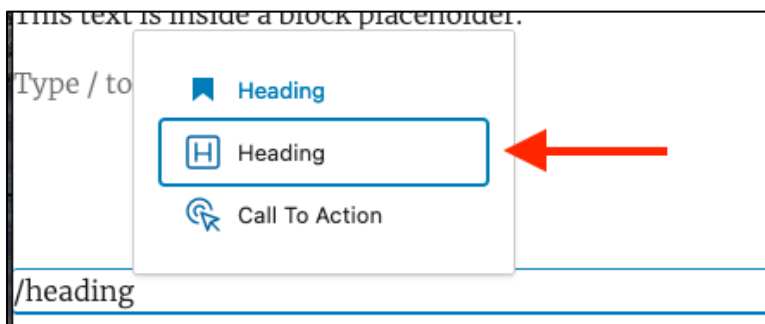 This text is inside a block placeholder.
Type / to
Heading
H Heading
Call To Action
/heading